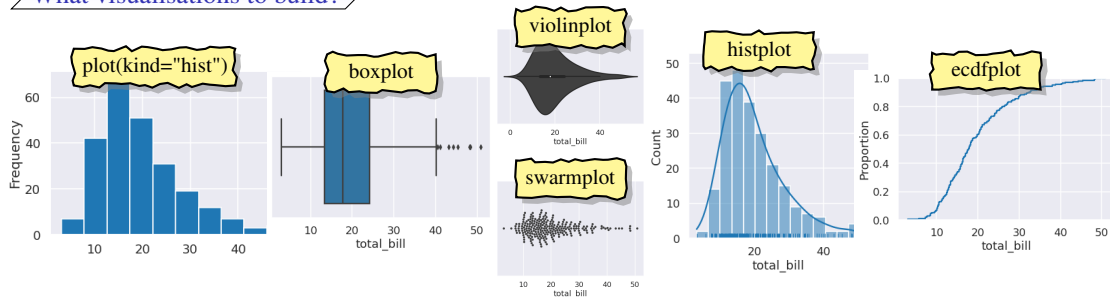 What visualisations to build?
plot(kind="hist")
Frequency
60
40
20
0
10
20
30
40
boxplot
10
20
30
40
50
total_bill
violinplot
0
20
40
total_bill
swarmplot
10
20
30
40
50
total_bill
histplot
Count
50
40
30
20
10
0
20
40
total_bill
ecdfplot
Proportion
1.0
0.8
0.6
0.4
0.2
0.0
10
20
30
40
50
total_bill